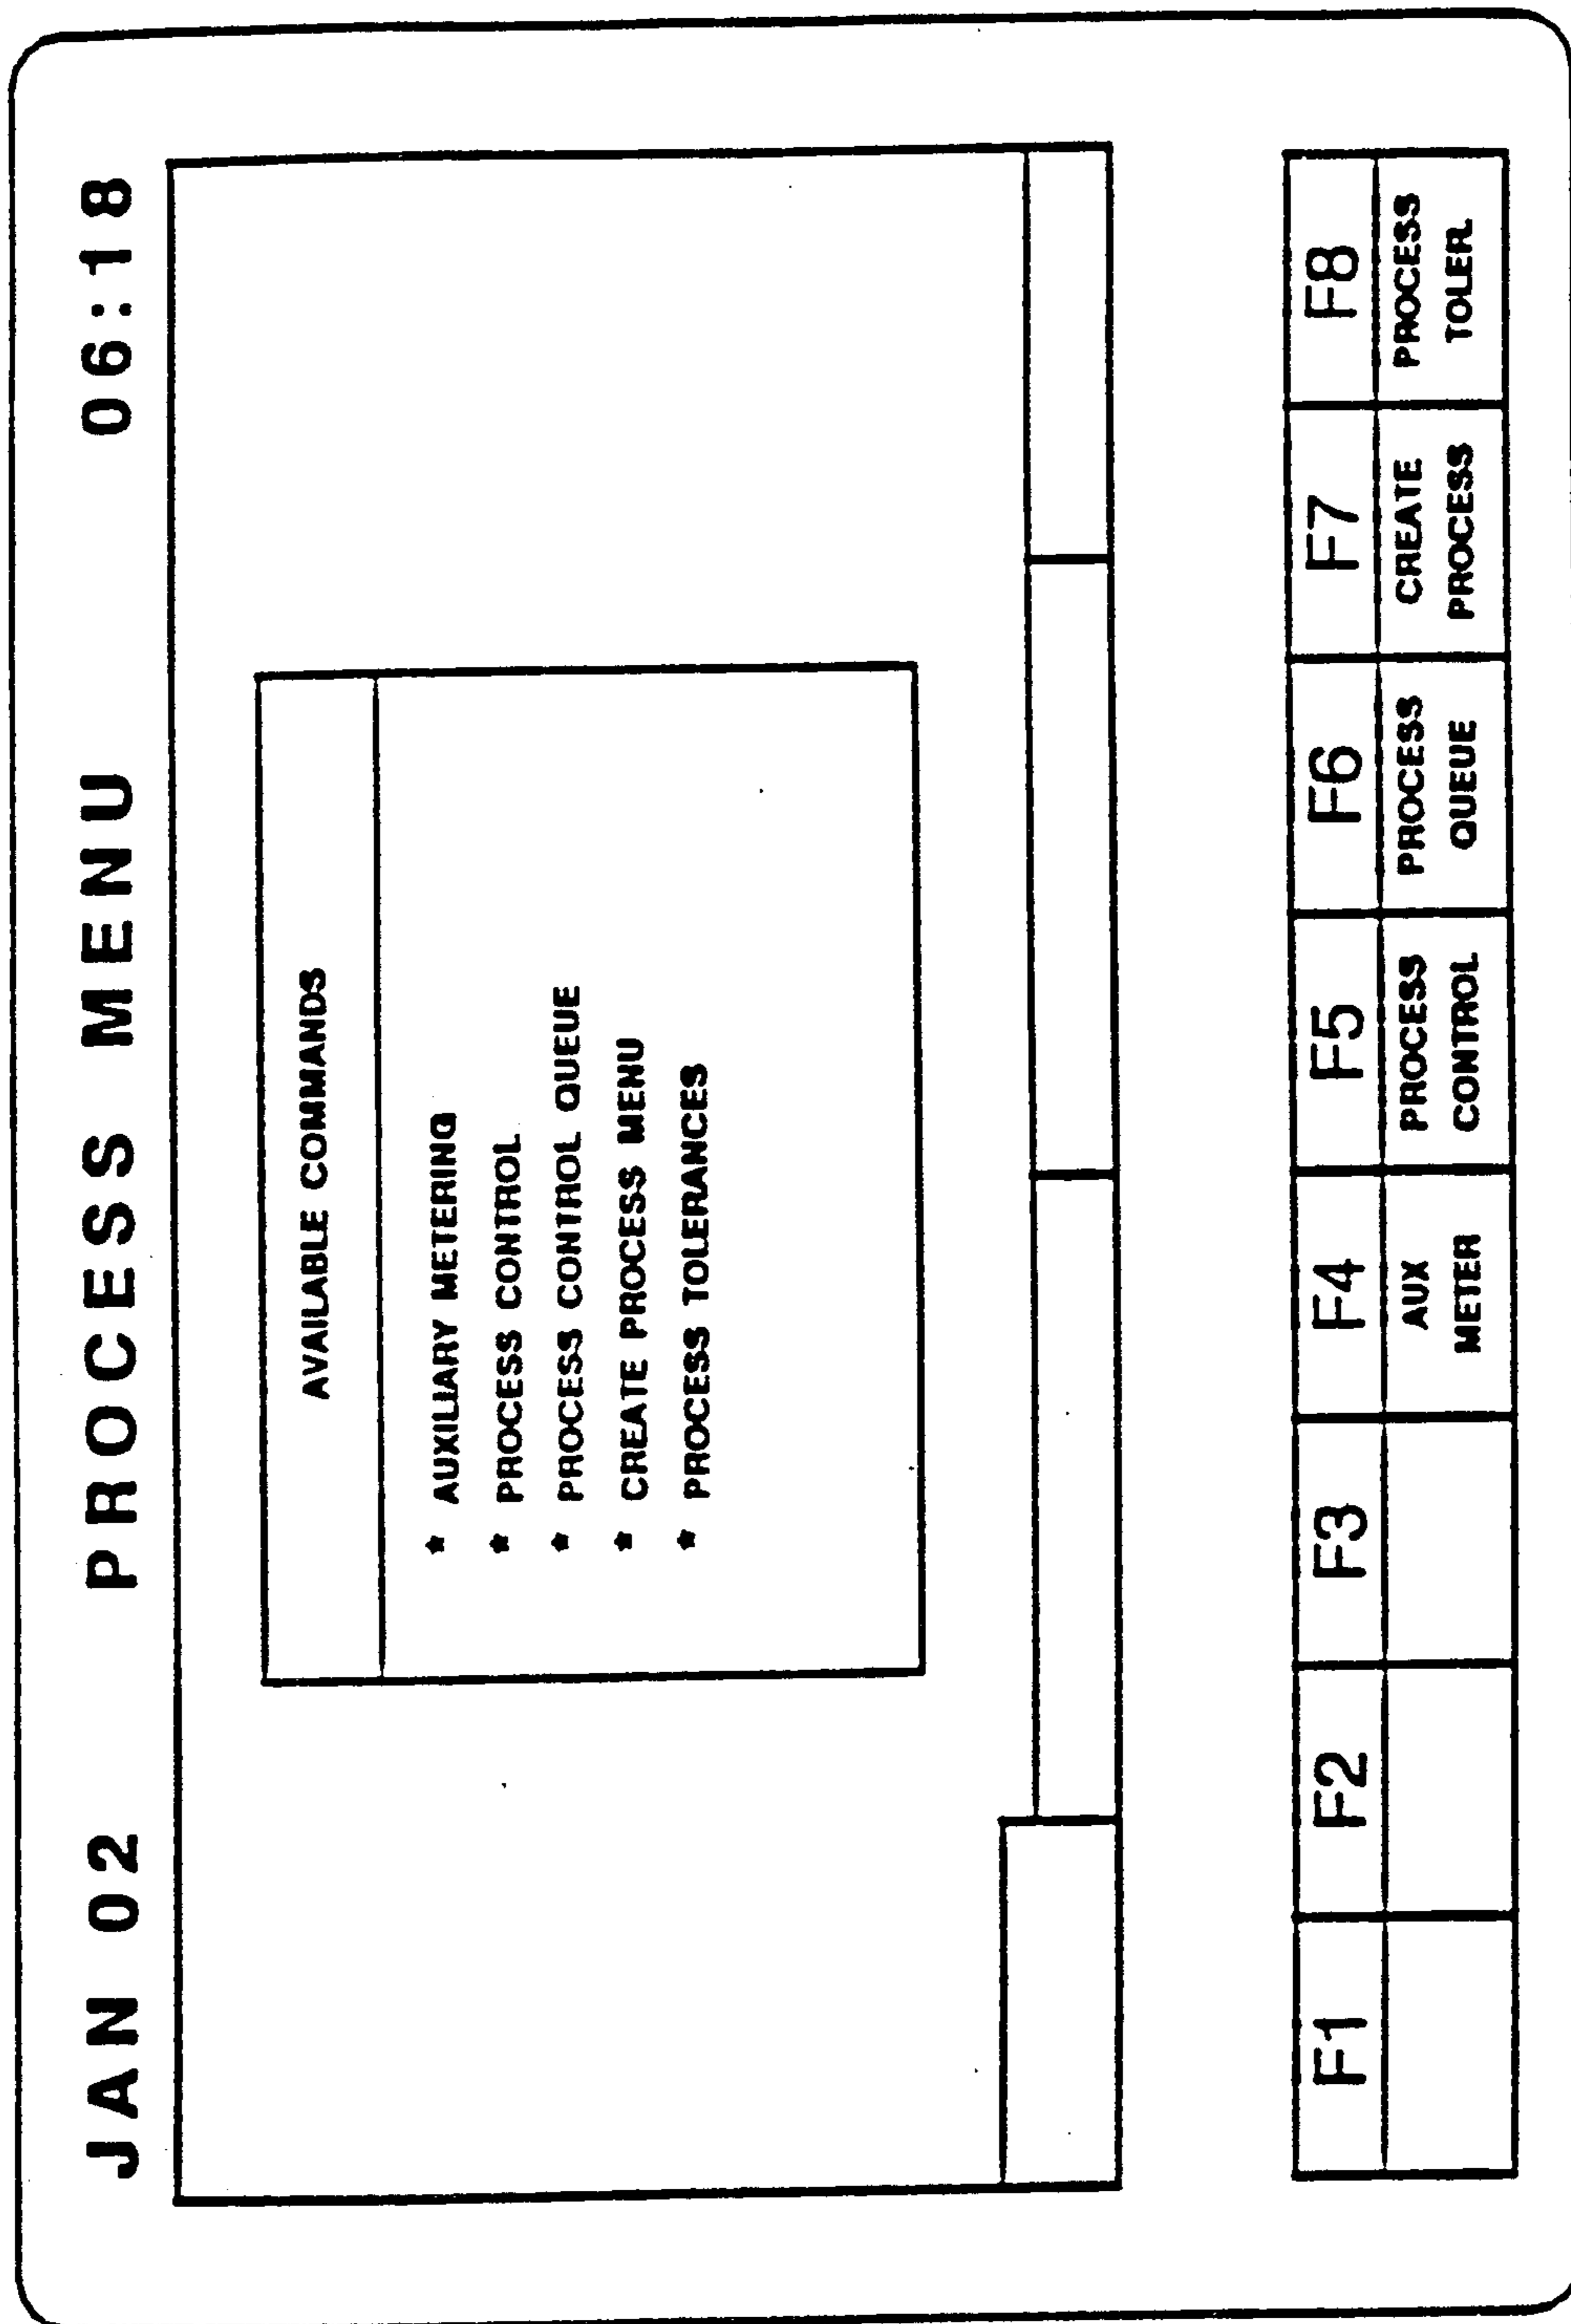 JAN 02 PROCESS MENU 06:18
AVAILABLE COMMANDS
* AUXILIARY METERING
* PROCESS CONTROL
* PROCESS CONTROL QUEUE
* CREATE PROCESS MENU
* PROCESS TOLERANCES
F1 F2 F3 F4 F5 F6 F7 F8
AUX PROCESS PROCESS CREATE PROCESS
METER CONTROL QUEUE PROCESS TOLER.